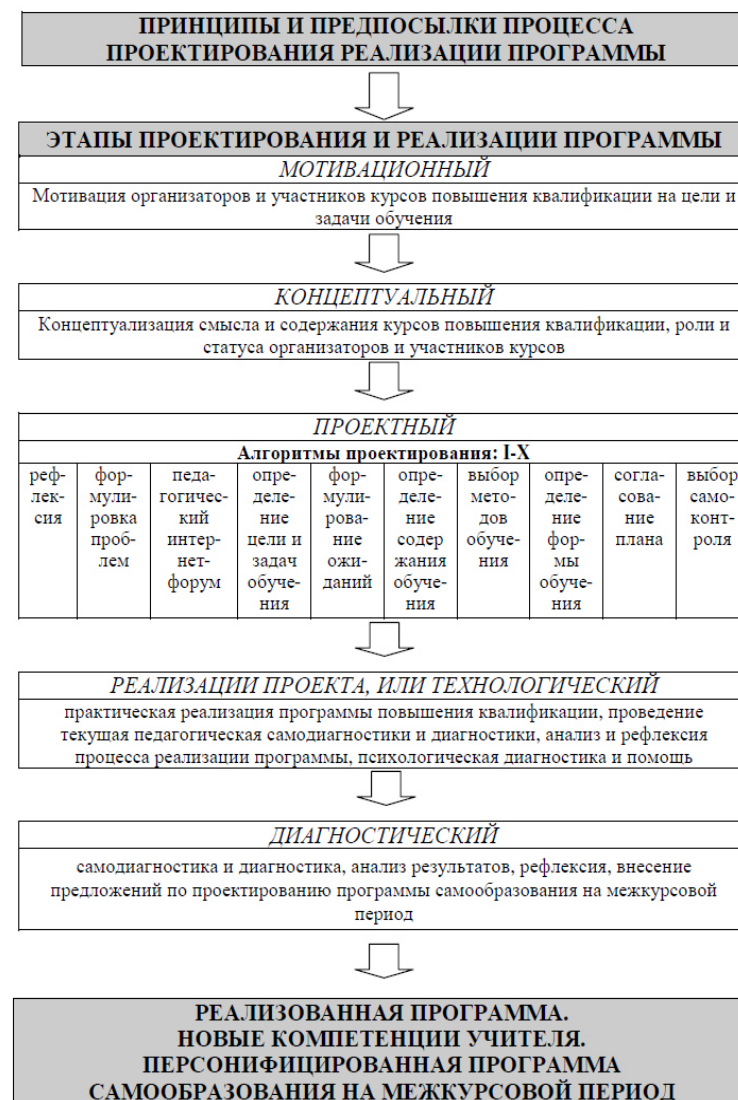 ПРИНЦИПЫ И ПРЕДПОСЫЛКИ ПРОЦЕССА
ПРОЕКТИРОВАНИЯ РЕАЛИЗАЦИИ ПРОГРАММЫ
ЭТАПЫ ПРОЕКТИРОВАНИЯ И РЕАЛИЗАЦИИ ПРОГРАММЫ
МОТИВАЦИОННЫЙ
Мотивация организаторов и участников курсов повышения квалификации на цели и
задачи обучения
КОНЦЕПТУАЛЬНЫЙ
Концептуализация смысла и содержания курсов повышения квалификации, роли и
статуса организаторов и участников курсов
ПРОЕКТНЫЙ
Алгоритмы проектирования: I-X
реф-
лек-
сия
фор-
мули-
ровка
проб-
лем
педа-
гогичес-
кий
интер-
нет-
форум
опре-
деле-
ние
цели и
задач
обуче-
ния
фор-
мули-
рова-
ние
ожи-
даний
опре-
деле-
ние
содер
жания
обуче-
ния
выбор
мето-
дов
обуче-
ния
опре-
деле-
ние
фор-
мы
обуче-
ния
согла-
сова-
ние
плана
выбор
само-
конт-
роля
РЕАЛИЗАЦИИ ПРОЕКТА, ИЛИ ТЕХНОЛОГИЧЕСКИЙ
практическая реализация программы повышения квалификации, проведение
текущая педагогическая самодиагностики и диагностики, анализ и рефлексия
процесса реализации программы, психологическая диагностика и помощь
ДИАГНОСТИЧЕСКИЙ
самодиагностика и диагностика, анализ результатов, рефлексия, внесение
предложений по проектированию программы самообразования на межкурсовой
период
РЕАЛИЗОВАННАЯ ПРОГРАММА.
НОВЫЕ КОМПЕТЕНЦИИ УЧИТЕЛЯ.
ПЕРСОНИФИЦИРОВАННАЯ ПРОГРАММА
САМООБРАЗОВАНИЯ НА МЕЖКУРСОВОЙ ПЕРИОД